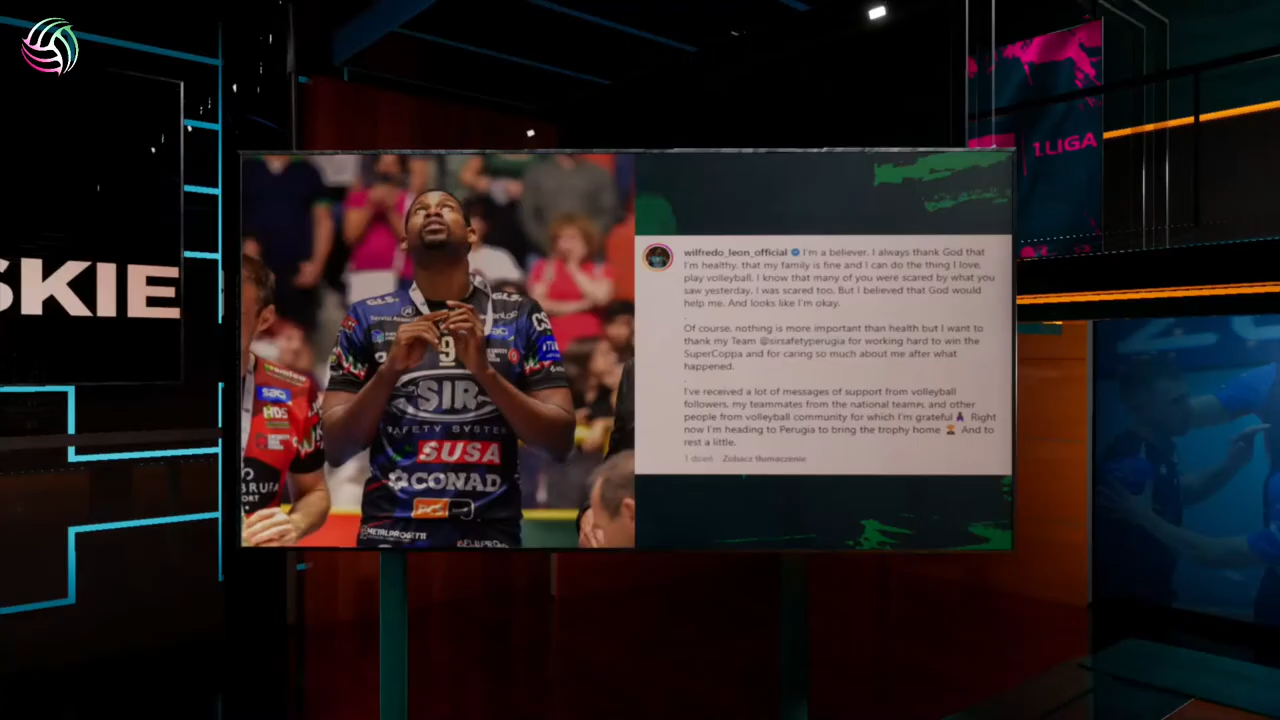 SKIE
1.LIGA
wilfredo_leon_official I'm a believer. I always thank God that
I'm healthy, that my family is fine and I can do the thing I love,
play volleyball. I know that many of you were scared by what you
saw yesterday. I was scared too. But I believed that God would
help me. And looks like I'm okay.
.
Of course, nothing is more important than health but I want to
thank my Team @sirsafetyperugia for working hard to win the
SuperCoppa and for caring so much about me after what
happened.
.
I've received a lot of messages of support from volleyball
followers, my teammates from the national teams, and other
people from volleyball community for which I'm grateful 🙏🏿 Right
now I'm heading to Perugia to bring the trophy home 🏆 And to
rest a little.
1 dzień Zobacz tłumaczenie
GLS.
GLS.
9
SIR
SAFETY SYSTEM
SUSA
CONAD
METALPROGETTI
saci
HDS
BRUFA